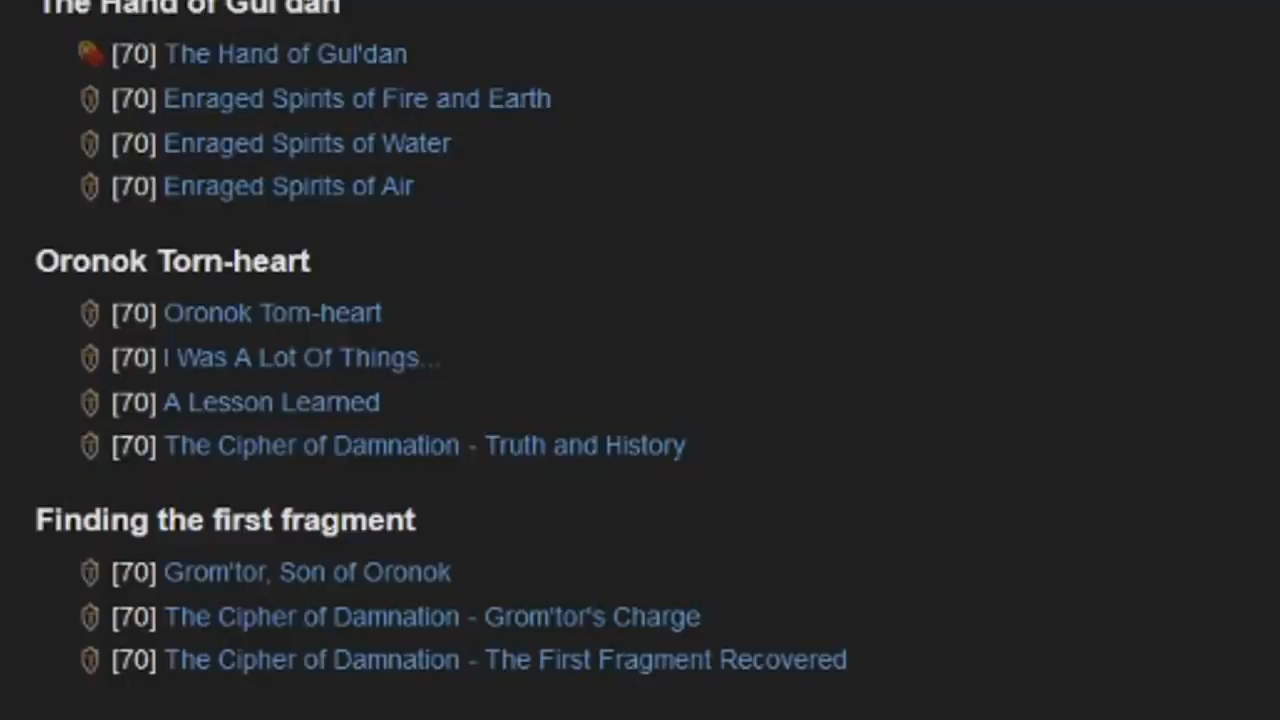 The Hand of Gul'dan
[70] The Hand of Gul'dan
[70] Enraged Spirits of Fire and Earth
[70] Enraged Spirits of Water
[70] Enraged Spirits of Air
Oronok Torn-heart
[70] Oronok Torn-heart
[70] I Was A Lot Of Things...
[70] A Lesson Learned
[70] The Cipher of Damnation - Truth and History
Finding the first fragment
[70] Grom'tor, Son of Oronok
[70] The Cipher of Damnation - Grom'tor's Charge
[70] The Cipher of Damnation - The First Fragment Recovered